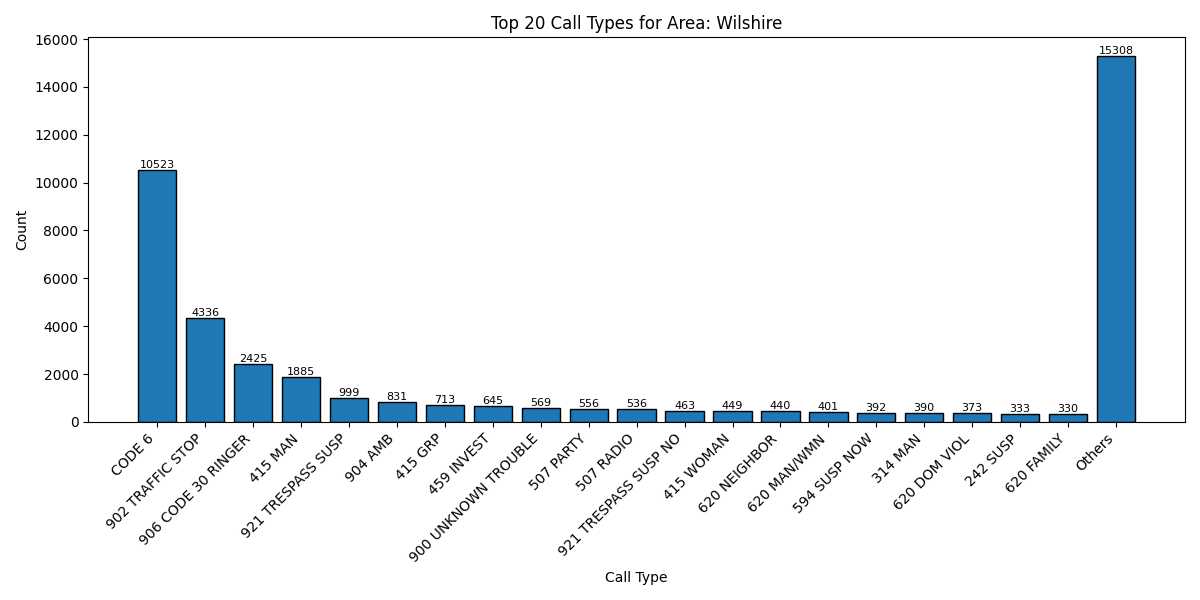 Top 20 Call Types for Area: Wilshire
Count
16000
14000
12000
10000
8000
6000
4000
2000
0
10523
4336
2425
1885
999
831
713
645
569
556
536
463
449
440
401
392
390
373
333
330
15308
CODE 6
902 TRAFFIC STOP
906 CODE 30 RINGER
415 MAN
921 TRESPASS SUSP
904 AMB
415 GRP
459 INVEST
900 UNKNOWN TROUBLE
507 PARTY
507 RADIO
921 TRESPASS SUSP NO
415 WOMAN
620 NEIGHBOR
620 MAN/WMN
594 SUSP NOW
314 MAN
620 DOM VIOL
242 SUSP
620 FAMILY
Others
Call Type